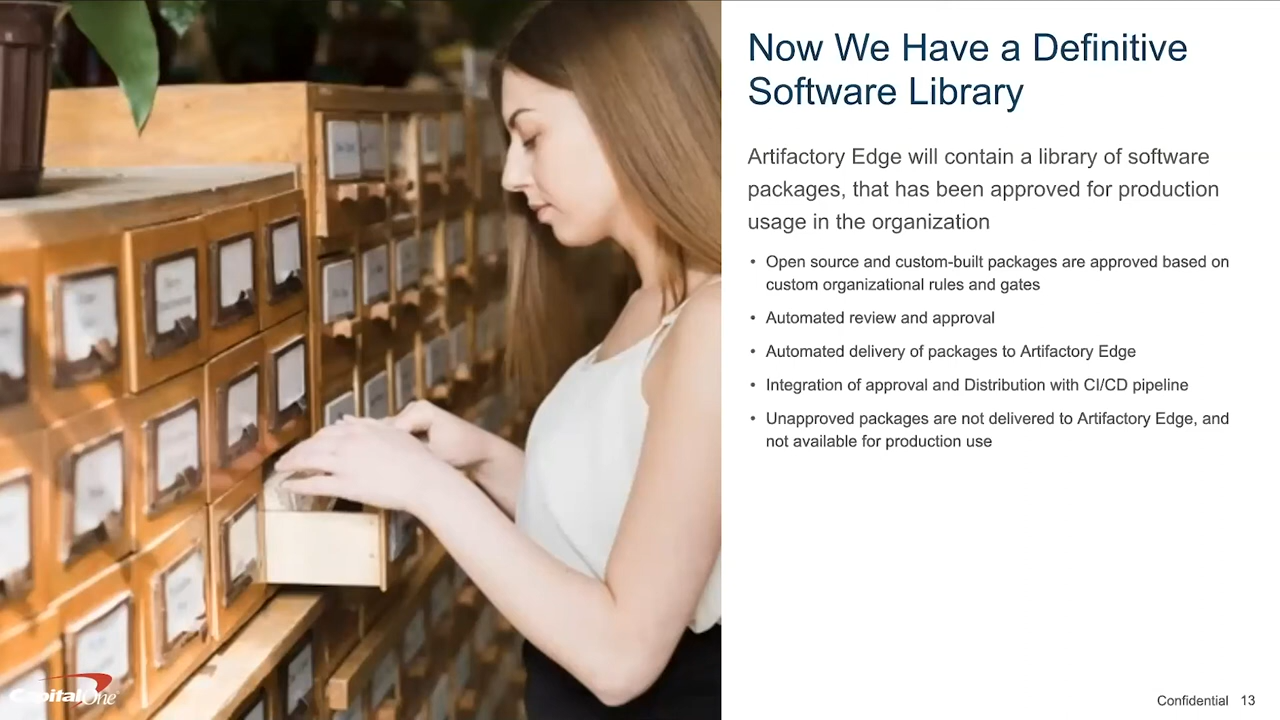 Now We Have a Definitive
Software Library
Artifactory Edge will contain a library of software
packages, that has been approved for production
usage in the organization
• Open source and custom-built packages are approved based on
custom organizational rules and gates
• Automated review and approval
• Automated delivery of packages to Artifactory Edge
• Integration of approval and Distribution with CI/CD pipeline
• Unapproved packages are not delivered to Artifactory Edge, and
not available for production use
CapitalOne
Confidential 13